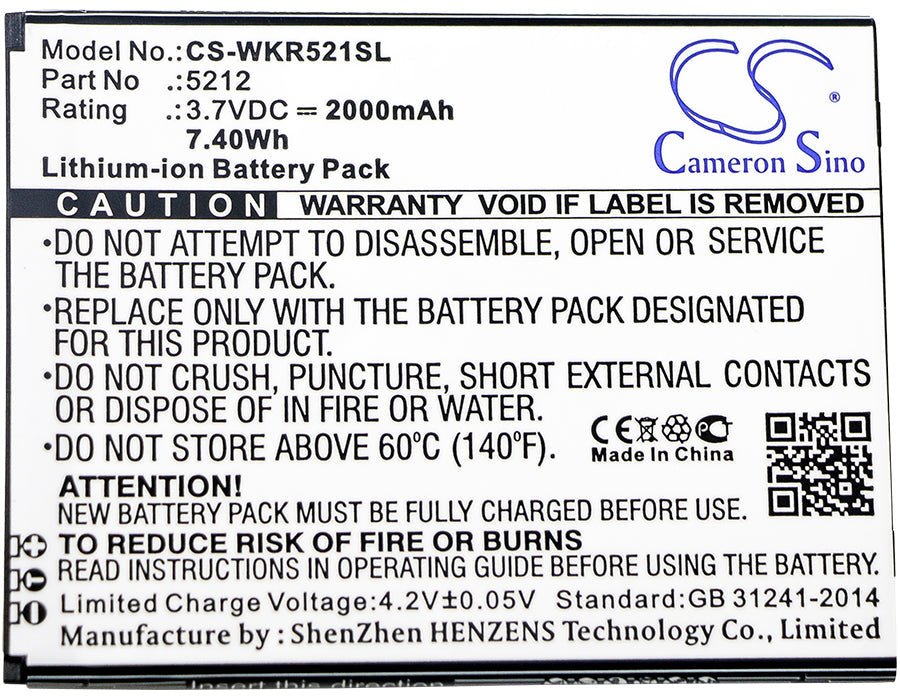 Model No.:CS-WKR521SL
Part No .:5212
Rating .:3.7VDC 2000mAh
7.40Wh
Lithium-ion Battery Pack
CS ®
Cameron Sino
CAUTION WARRANTY VOID IF LABEL IS REMOVED
•DO NOT ATTEMPT TO DISASSEMBLE, OPEN OR SERVICE
THE BATTERY PACK.
•REPLACE ONLY WITH THE BATTERY PACK DESIGNATED
FOR THIS PRODUCT.
•DO NOT CRUSH, PUNCTURE, SHORT EXTERNAL CONTACTS
OR DISPOSE OF IN FIRE OR WATER.
•DO NOT STORE ABOVE 60°C (140°F).
CE
Made In China
ATTENTION!
NEW BATTERY PACK MUST BE FULLY CHARGED BEFORE USE.
TO REDUCE RISK OF FIRE OR BURNS
READ INSTRUCTIONS IN OPERATING GUIDE BEFORE USING THE BATTERY.
Limited Charge Voltage:4.2V±0.05V Standard:GB 31241-2014
Manufacture by : ShenZhen HENZENS Technology Co., Limited